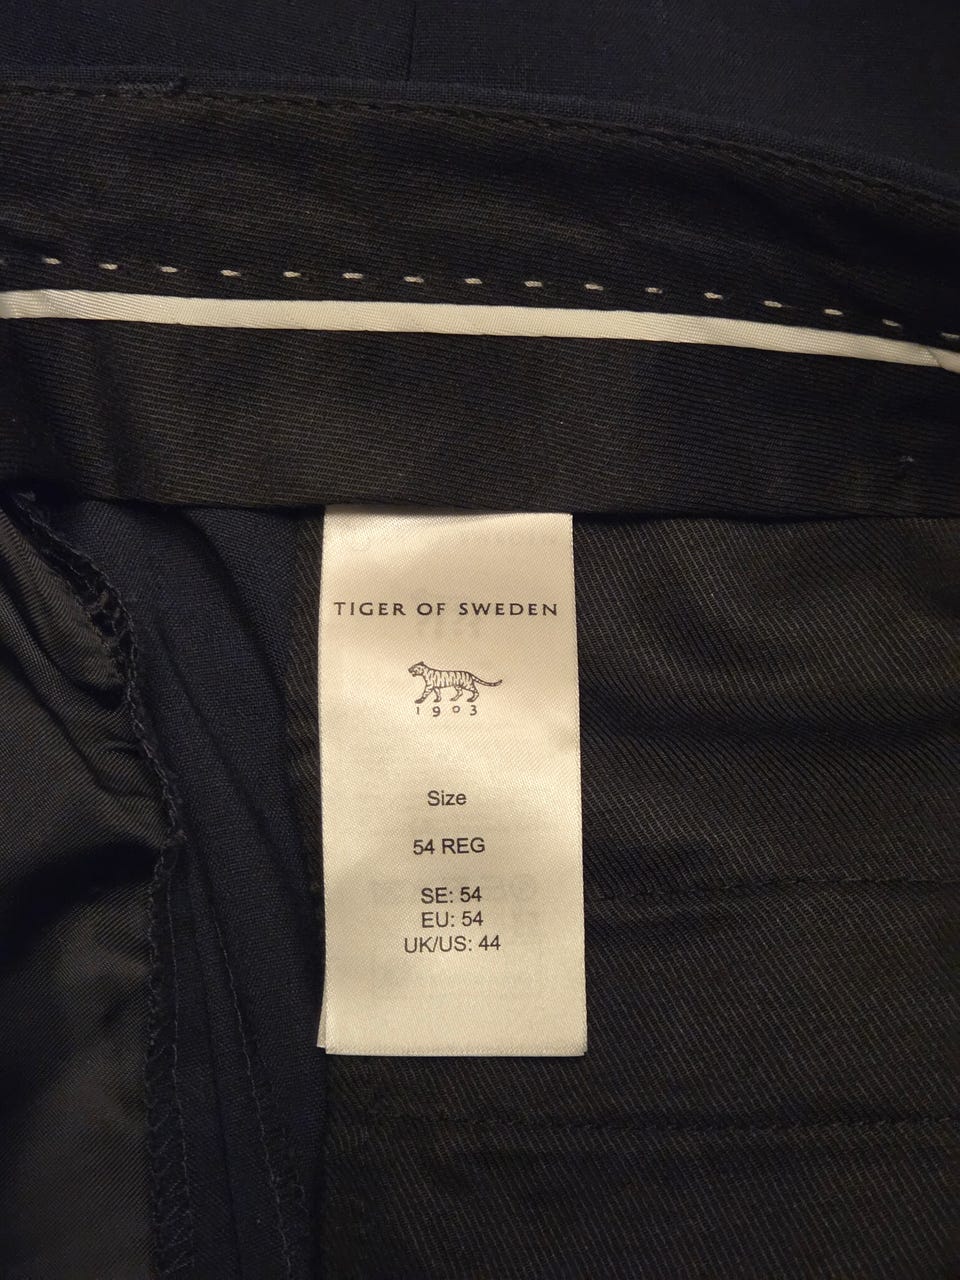 TIGER OF SWEDEN
1903
Size
54 REG
SE: 54
EU: 54
UK/US: 44